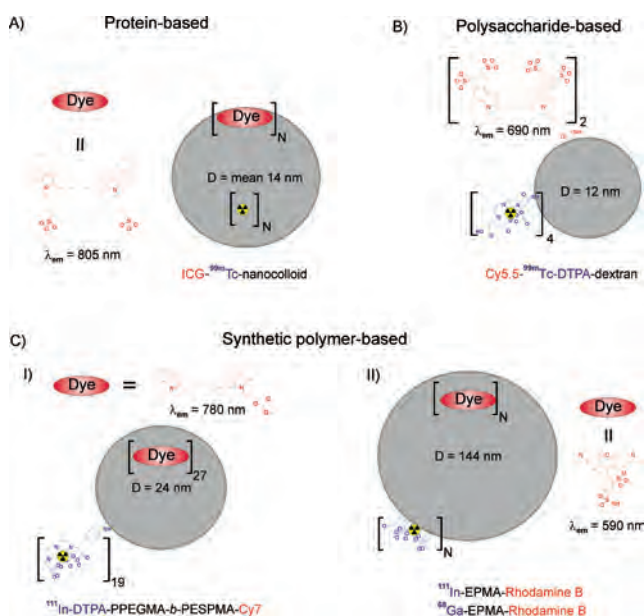 A) Protein-based
Dye
=
λem = 805 nm
[ Dye ]N
D = mean 14 nm
[ ]N
ICG-99mTc-nanocolloid
B) Polysaccharide-based
[ ]2
λem = 690 nm
[ ]4
D = 12 nm
Cy5.5-99mTc-DTPA-dextran
C) Synthetic polymer-based
I)
Dye =
λem = 780 nm
[ Dye ]27
D = 24 nm
[ ]19
111In-DTPA-PPEGMA-b-PESPMA-Cy7
II)
[ Dye ]N
D = 144 nm
[ ]N
Dye
=
λem = 590 nm
111In-EPMA-Rhodamine B
68Ga-EPMA-Rhodamine B